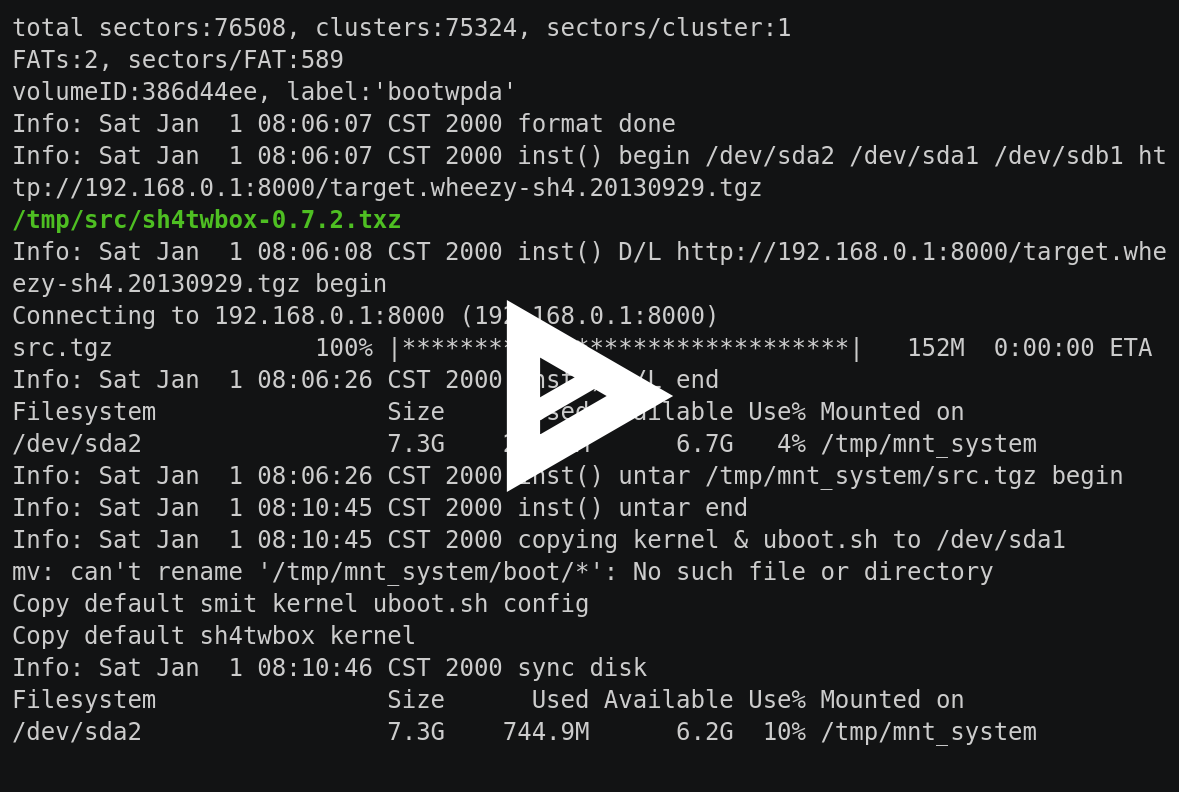 total sectors:76508, clusters:75324, sectors/cluster:1
FATs:2, sectors/FAT:589
volumeID:386d44ee, label:'bootwpda'
Info: Sat Jan  1 08:06:07 CST 2000 format done
Info: Sat Jan  1 08:06:07 CST 2000 inst() begin /dev/sda2 /dev/sda1 /dev/sdb1 ht
tp://192.168.0.1:8000/target.wheezy-sh4.20130929.tgz
/tmp/src/sh4twbox-0.7.2.txz
Info: Sat Jan  1 08:06:08 CST 2000 inst() D/L http://192.168.0.1:8000/target.whe
ezy-sh4.20130929.tgz begin
Connecting to 192.168.0.1:8000 (192.168.0.1:8000)
src.tgz              100% |*******************************|   152M  0:00:00 ETA
Info: Sat Jan  1 08:06:26 CST 2000 inst() D/L end
Filesystem                Size      Used Available Use% Mounted on
/dev/sda2                 7.3G      6.7G   4% /tmp/mnt_system
Info: Sat Jan  1 08:06:26 CST 2000 inst() untar /tmp/mnt_system/src.tgz begin
Info: Sat Jan  1 08:10:45 CST 2000 inst() untar end
Info: Sat Jan  1 08:10:45 CST 2000 copying kernel & uboot.sh to /dev/sda1
mv: can't rename '/tmp/mnt_system/boot/*': No such file or directory
Copy default smit kernel uboot.sh config
Copy default sh4twbox kernel
Info: Sat Jan  1 08:10:46 CST 2000 sync disk
Filesystem                Size      Used Available Use% Mounted on
/dev/sda2                 7.3G    744.9M      6.2G  10% /tmp/mnt_system